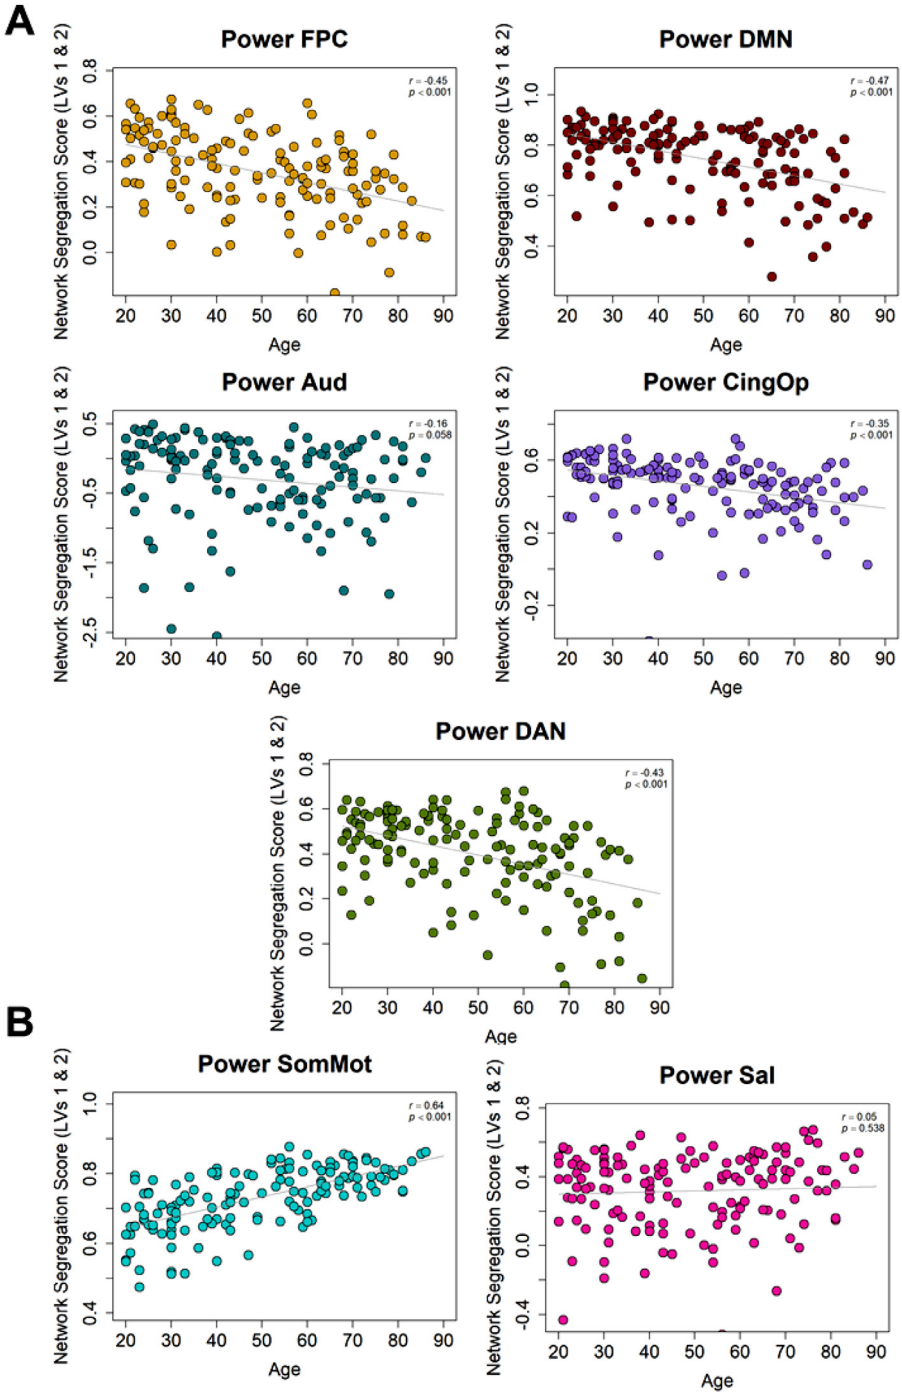 A
Power FPC
Network Segregation Score (LVs 1 & 2)
0.8
0.6
0.4
0.2
0.0
r = -0.45
p < 0.001
20 30 40 50 60 70 80 90
Age
Power DMN
Network Segregation Score (LVs 1 & 2)
1.0
0.8
0.6
0.4
r = -0.47
p < 0.001
20 30 40 50 60 70 80 90
Age
Power Aud
Network Segregation Score (LVs 1 & 2)
0.5
-0.5
-1.5
-2.5
r = -0.16
p = 0.058
20 30 40 50 60 70 80 90
Age
Power CingOp
Network Segregation Score (LVs 1 & 2)
0.6
0.2
-0.2
r = -0.35
p < 0.001
20 30 40 50 60 70 80 90
Age
Power DAN
Network Segregation Score (LVs 1 & 2)
0.8
0.6
0.4
0.2
0.0
r = -0.43
p < 0.001
20 30 40 50 60 70 80 90
Age
B
Power SomMot
Network Segregation Score (LVs 1 & 2)
1.0
0.8
0.6
0.4
r = 0.64
p < 0.001
20 30 40 50 60 70 80 90
Age
Power Sal
Network Segregation Score (LVs 1 & 2)
0.8
0.4
0.0
-0.4
r = 0.05
p = 0.538
20 30 40 50 60 70 80 90
Age